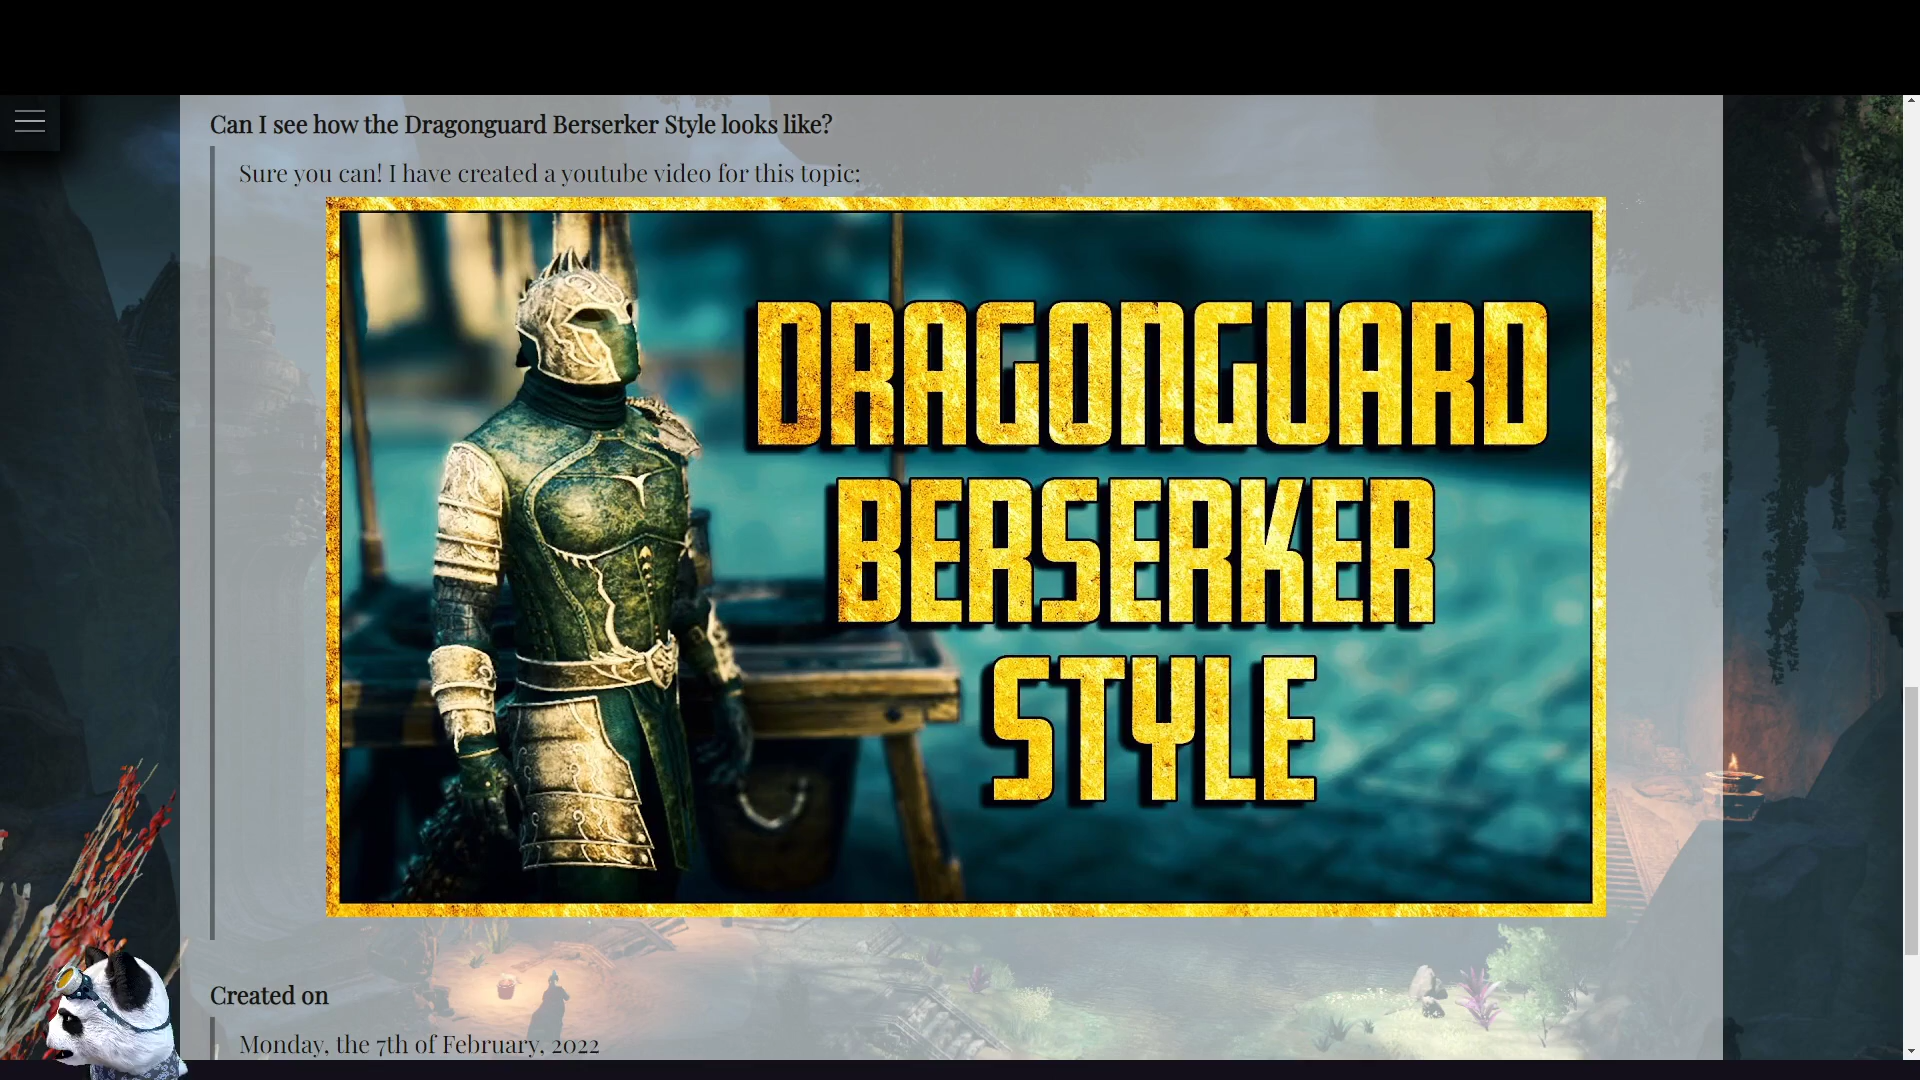 Can I see how the Dragonguard Berserker Style looks like?
Sure you can! I have created a youtube video for this topic:
DRAGONGUARD
BERSERKER
STYLE
Created on
Monday, the 7th of February, 2022